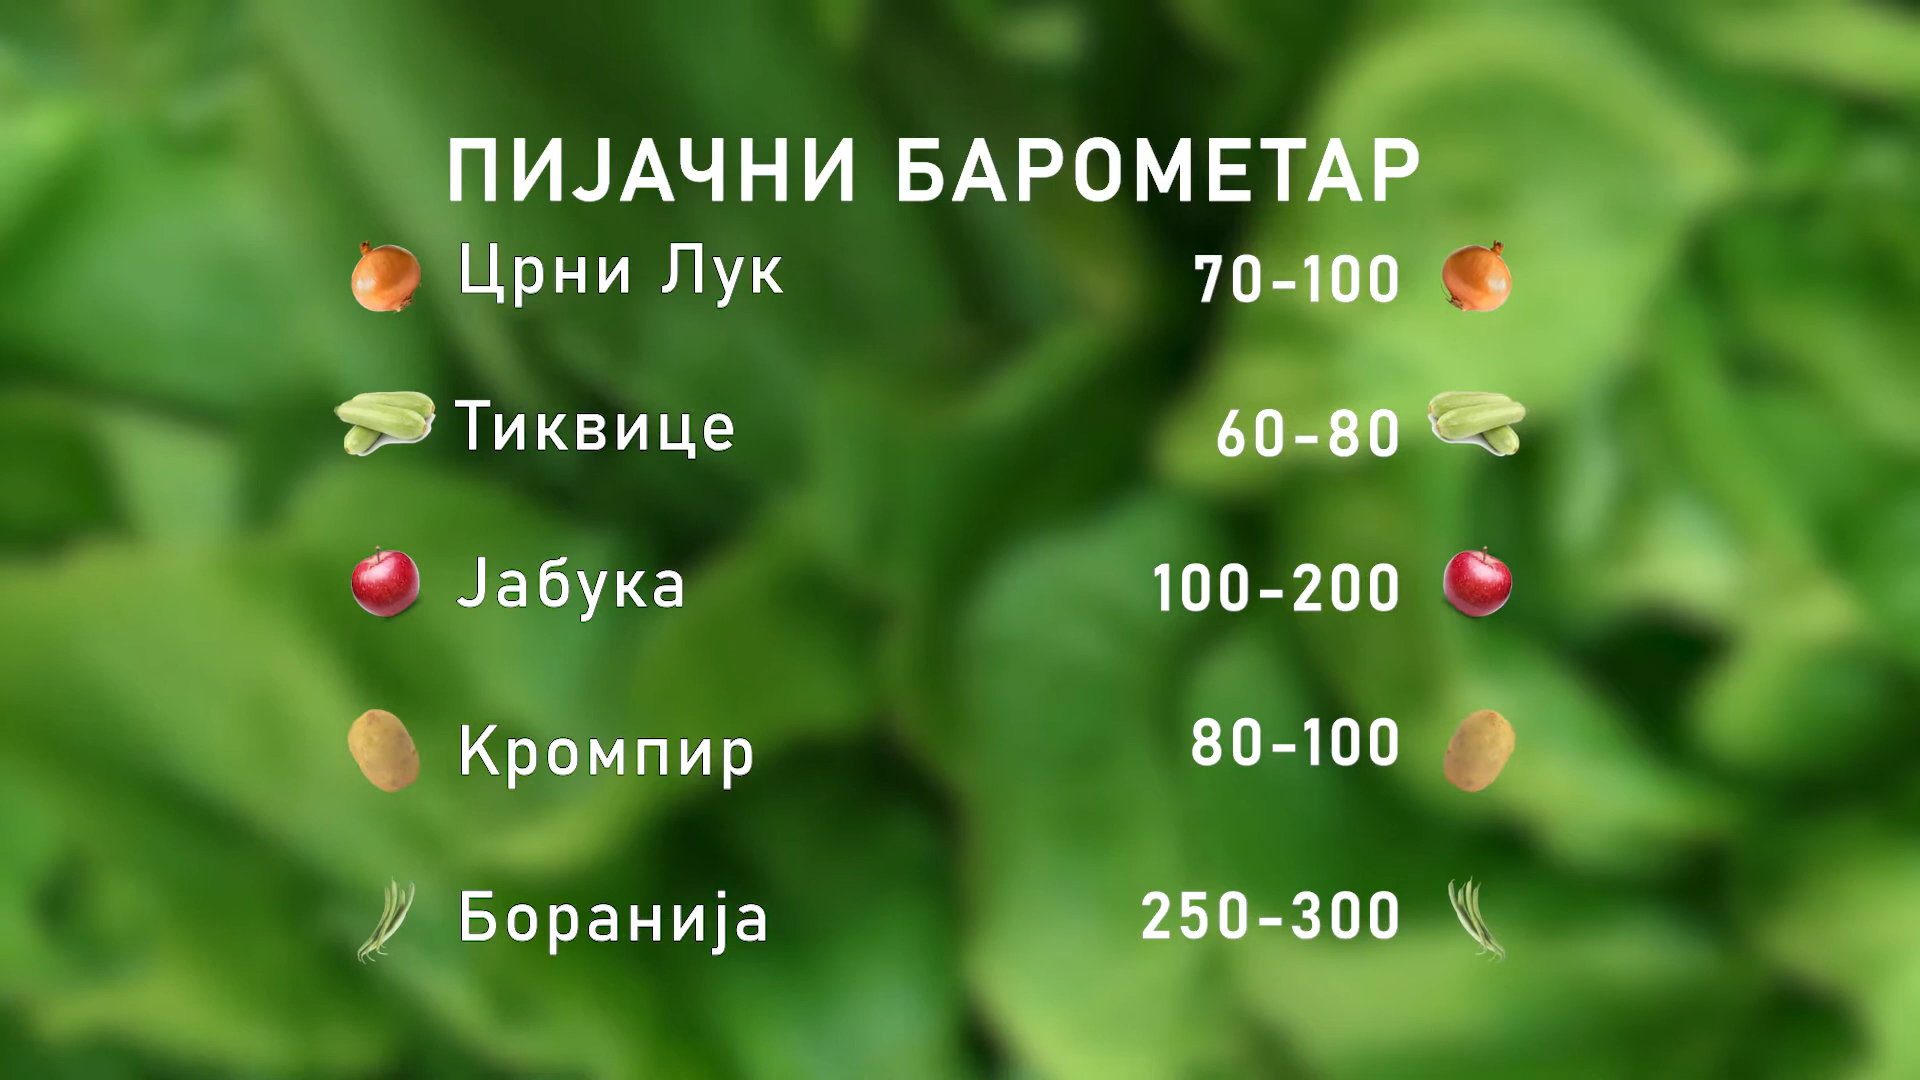 ПИЈАЧНИ БАРОМЕТАР
Црни Лук 70-100
Тиквице 60-80
Јабука 100-200
Кромпир 80-100
Боранија 250-300